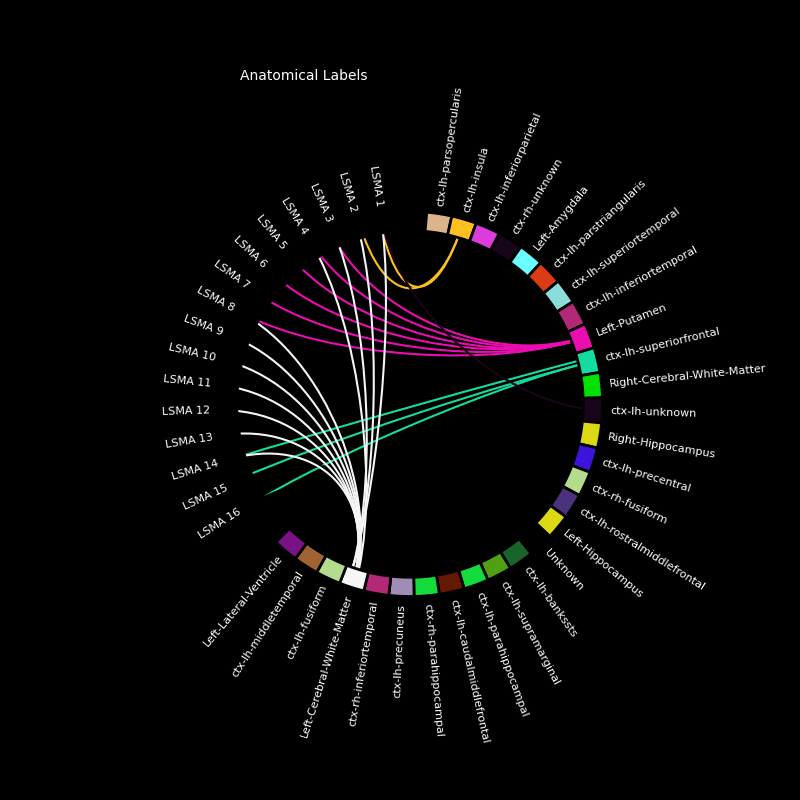 Anatomical Labels
LSMA 1
LSMA 2
LSMA 3
LSMA 4
LSMA 5
LSMA 6
LSMA 7
LSMA 8
LSMA 9
LSMA 10
LSMA 11
LSMA 12
LSMA 13
LSMA 14
LSMA 15
LSMA 16
Left-Lateral-Ventricle
ctx-lh-middletemporal
ctx-lh-fusiform
Left-Cerebral-White-Matter
ctx-rh-inferiortemporal
ctx-lh-precuneus
ctx-rh-parahippocampal
ctx-lh-caudalmiddlefrontal
ctx-lh-parahippocampal
ctx-lh-supramarginal
ctx-lh-bankssts
Unknown
Left-Hippocampus
ctx-lh-rostralmiddlefrontal
ctx-rh-fusiform
ctx-lh-precentral
Right-Hippocampus
ctx-lh-unknown
Right-Cerebral-White-Matter
ctx-lh-superiorfrontal
Left-Putamen
ctx-lh-inferiortemporal
ctx-lh-superiortemporal
ctx-lh-parstriangularis
Left-Amygdala
ctx-rh-unknown
ctx-lh-inferiorparietal
ctx-lh-insula
ctx-lh-parsopercularis